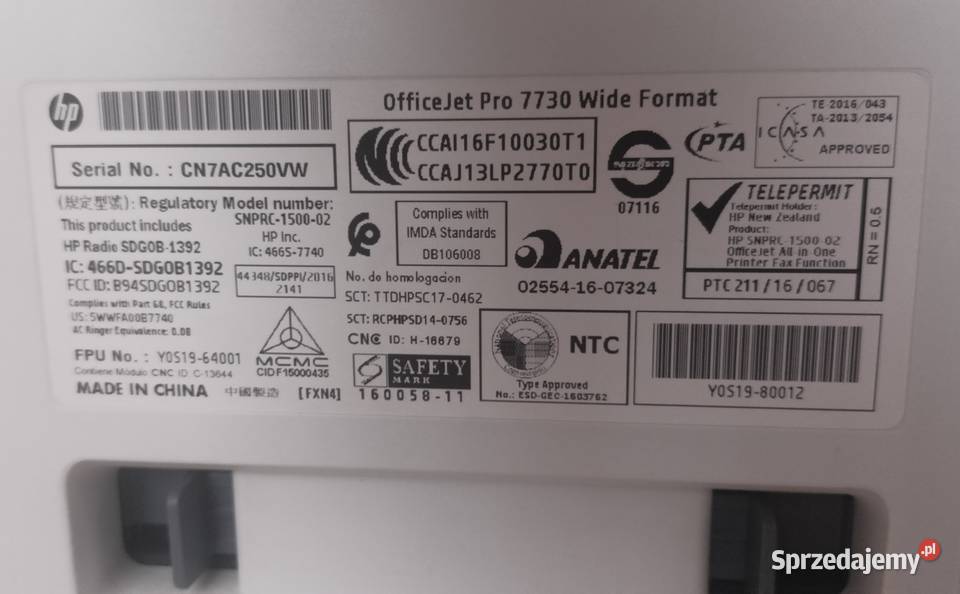 hp
OfficeJet Pro 7730 Wide Format
Serial No. : CN7AC250VW
(規定型號): Regulatory Model number:
SNPRC-1500-02
This product includes
HP Radio SDGOB-1392
HP Inc.
IC: 466S-7740
IC: 466D-SDGOB1392
FCC ID: B94SDGOB1392
44348/SDPPI/2016
2141
Complies with Part 68, FCC Rules
US: 5WWFA00B7740
AC Ringer Equivalence: 0.0B
FPU No. : Y0S19-64001
Contiene Módulo CNC ID C-13644
MADE IN CHINA 中國製造 [FXN4]
MCMC
CIDF15000435
CCAI16F10030T1
CCAJ13LP2770T0
Complies with
IMDA Standards
DB106008
No. de homologacion
SCT: TTDHPSC17-0462
SCT: RCPHPSD14-0756
CNC ID: H-16679
SAFETY
MARK
160058-11
07116
ANATEL
02554-16-07324
NTC
Type Approved
No.: ESD-GEC-1603762
PTA
ICASA
TE-2016/043
TA-2013/2054
APPROVED
TELEPERMIT
Telepermit Holder:
HP New Zealand
Product:
HP SNPRC-1500-02
OfficeJet All-in-One
Printer Fax Function
PTC 211/16/067
RN = 0.6
Y0S19-80012
Sprzedajemy.pl